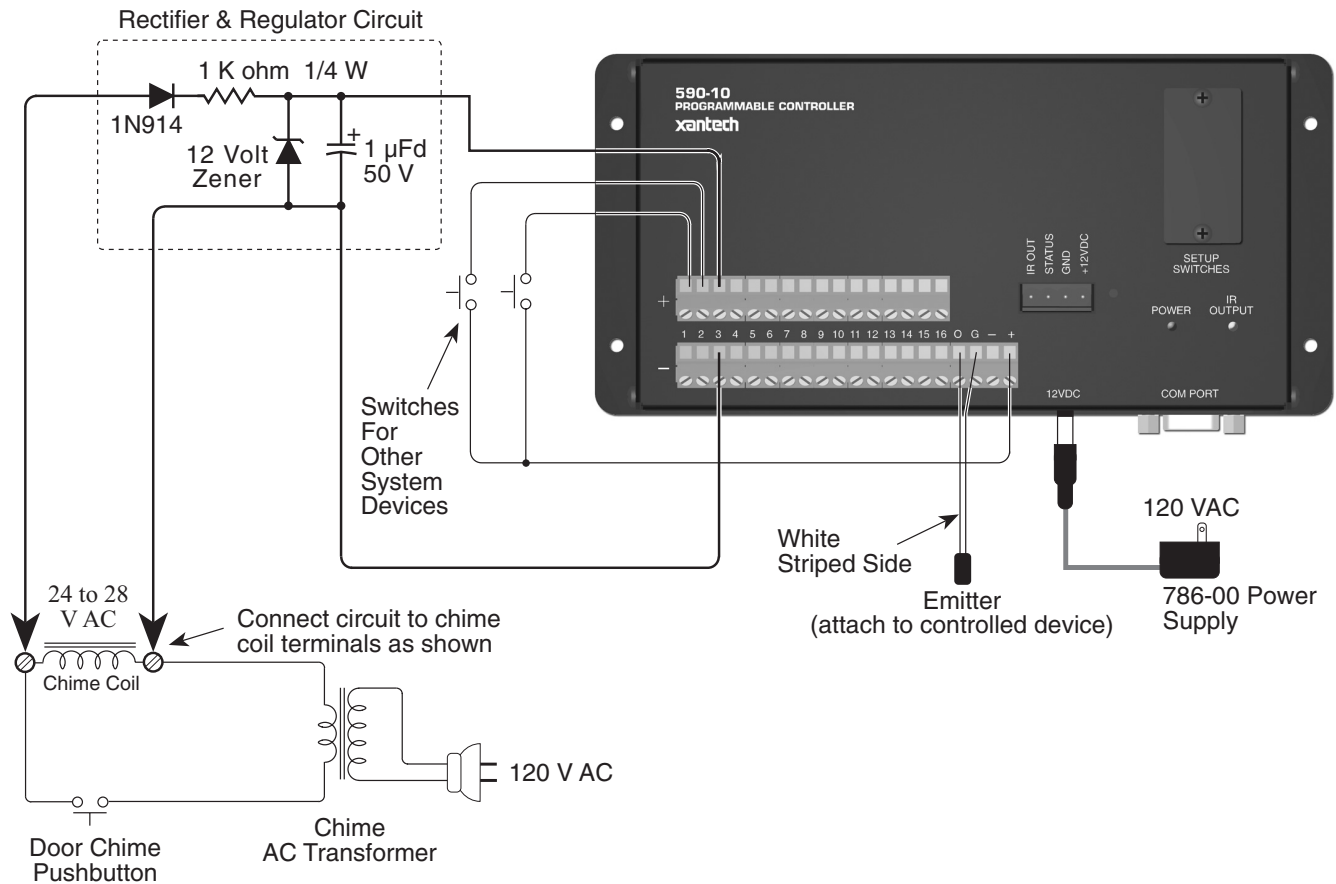 Rectifier & Regulator Circuit
1 K ohm 1/4 W
1N914
12 Volt
Zener
+
1 µFd
50 V
590-10
PROGRAMMABLE CONTROLLER
xantech
IR OUT
STATUS
GND
+12VDC
SETUP
SWITCHES
POWER
IR
OUTPUT
+
1 2 3 4 5 6 7 8 9 10 11 12 13 14 15 16 O G – +
–
12VDC
COM PORT
Switches
For
Other
System
Devices
White
Striped Side
Emitter
(attach to controlled device)
120 VAC
786-00 Power
Supply
24 to 28
V AC
Connect circuit to chime
coil terminals as shown
Chime Coil
120 V AC
Chime
AC Transformer
Door Chime
Pushbutton